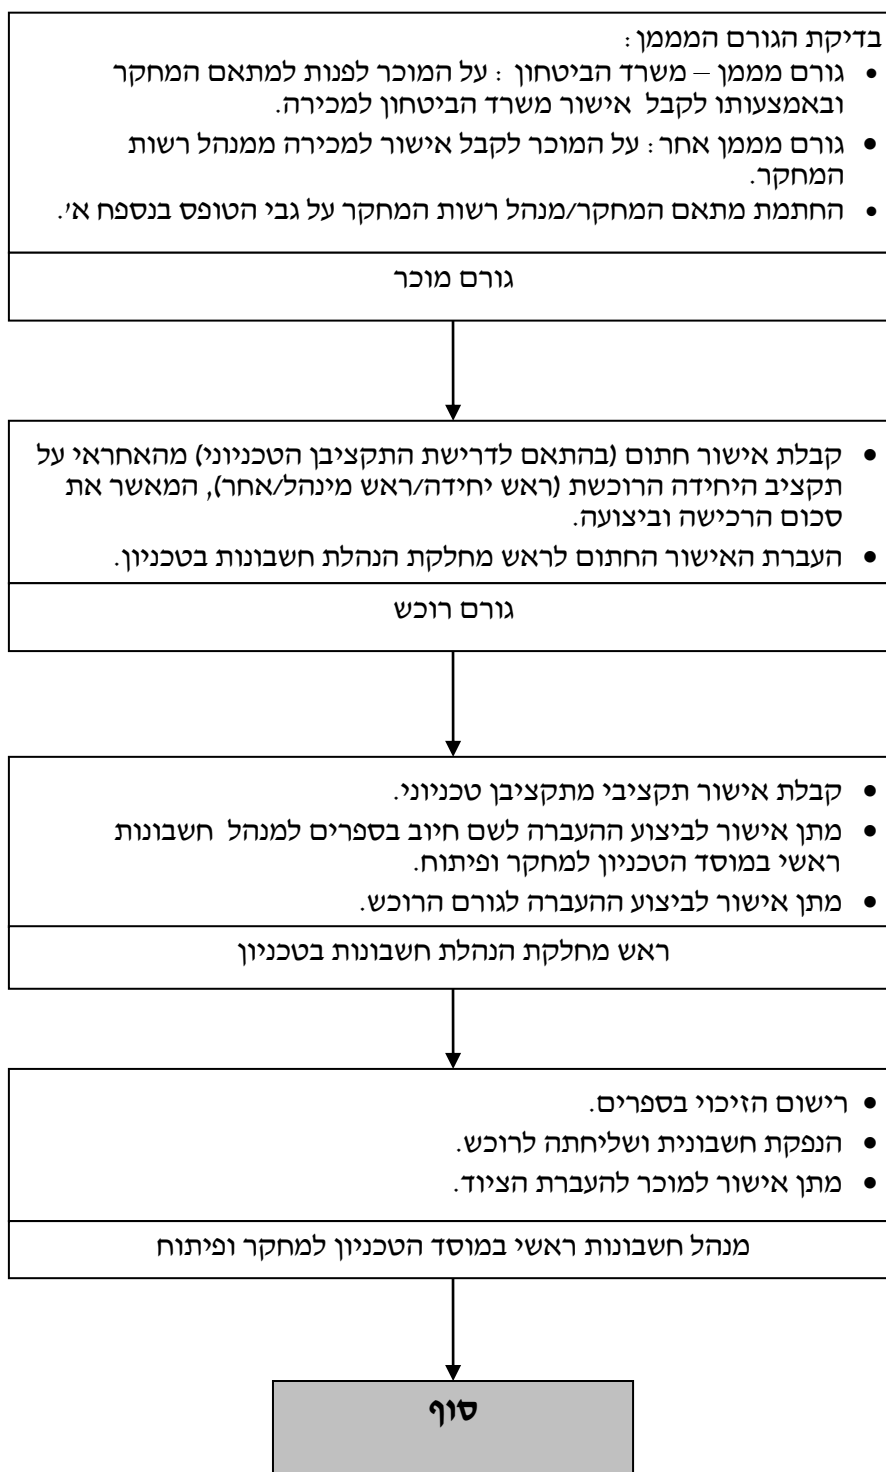 בדיקת הגורם המממן:
• גורם מממן – משרד הביטחון : על המוכר לפנות למתאם המחקר
ובאמצעותו לקבל אישור משרד הביטחון למכירה.
• גורם מממן אחר: על המוכר לקבל אישור למכירה ממנהל רשות
המחקר.
• החתמת מתאם המחקר/מנהל רשות המחקר על גבי הטופס בנספח א'.
גורם מוכר
• קבלת אישור חתום (בהתאם לדרישת התקציבן הטכניוני) מהאחראי על
תקציב היחידה הרוכשת (ראש יחידה/ראש מינהל/אחר), המאשר את
סכום הרכישה וביצועה.
• העברת האישור החתום לראש מחלקת הנהלת חשבונות בטכניון.
גורם רוכש
• קבלת אישור תקציבי מתקציבן טכניוני.
• מתן אישור לביצוע ההעברה לשם חיוב בספרים למנהל חשבונות
ראשי במוסד הטכניון למחקר ופיתוח.
• מתן אישור לביצוע ההעברה לגורם הרוכש.
ראש מחלקת הנהלת חשבונות בטכניון
• רישום הזיכוי בספרים.
• הנפקת חשבונית ושליחתה לרוכש.
• מתן אישור למוכר להעברת הציוד.
מנהל חשבונות ראשי במוסד הטכניון למחקר ופיתוח
סוף